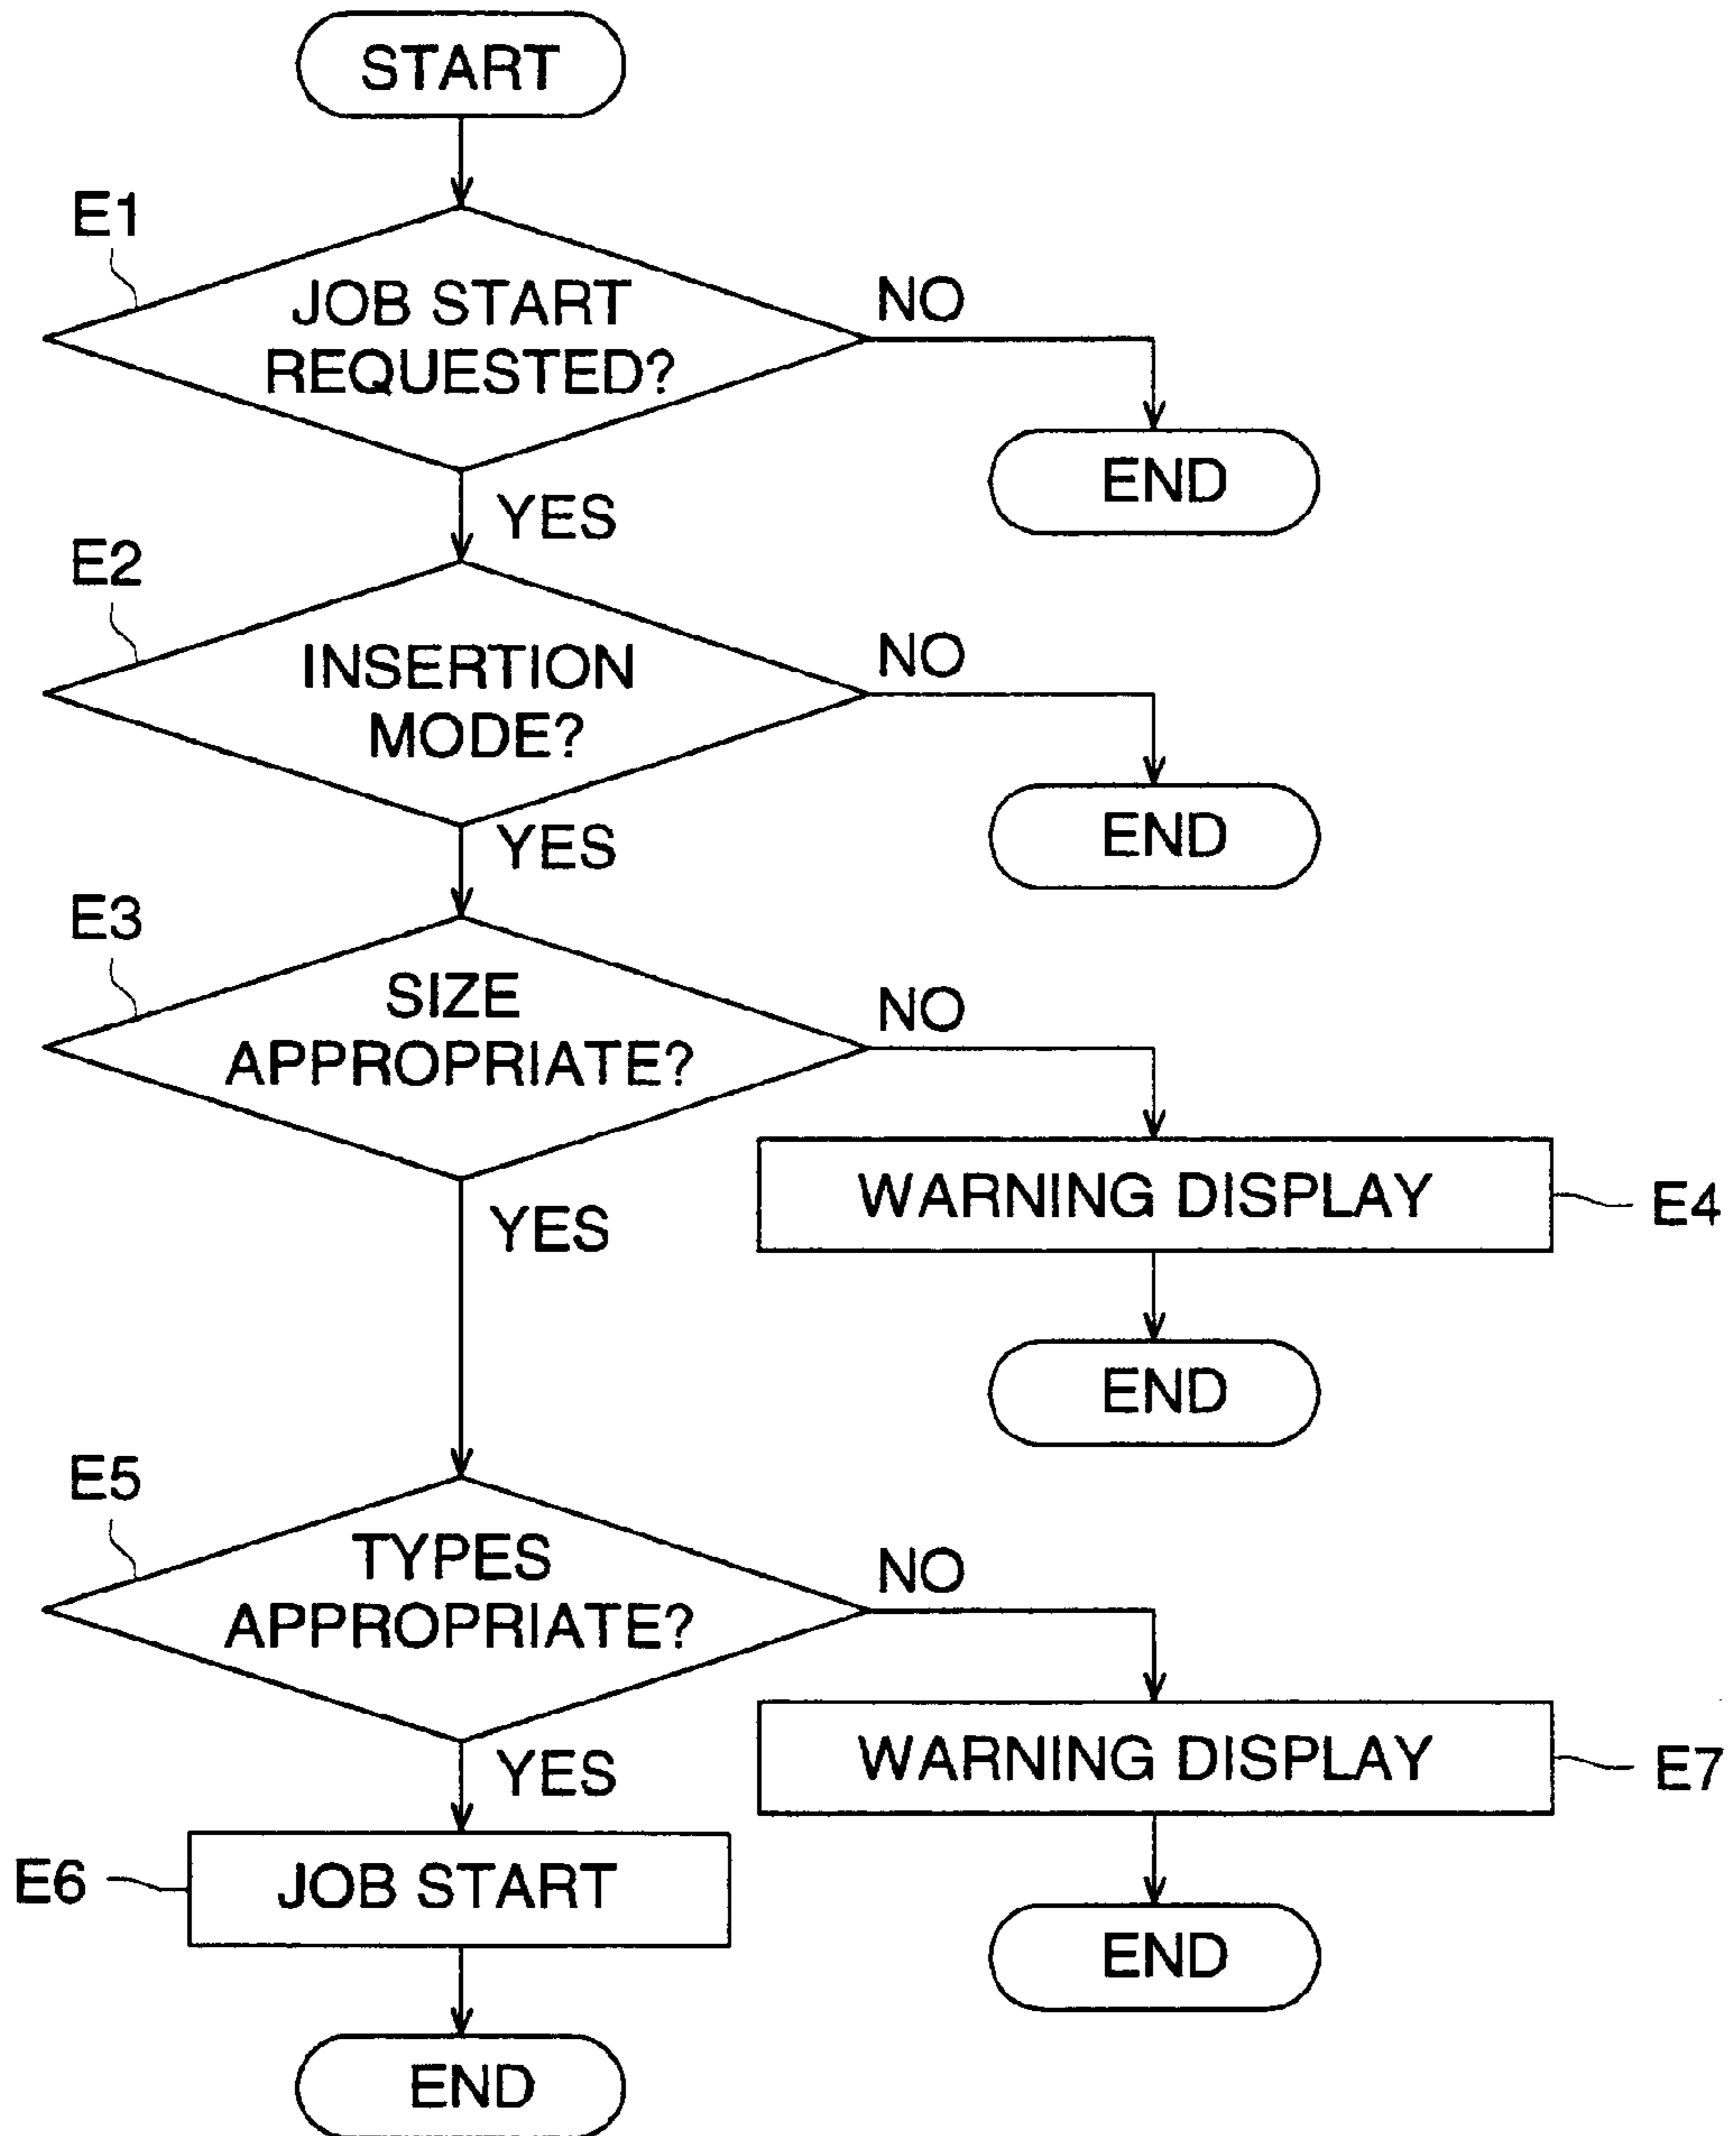 START
E1
JOB START
REQUESTED?
NO
END
YES
E2
INSERTION
MODE?
NO
END
YES
E3
SIZE
APPROPRIATE?
NO
WARNING DISPLAY
E4
YES
END
E5
TYPES
APPROPRIATE?
NO
WARNING DISPLAY
E7
YES
E6
JOB START
END
END